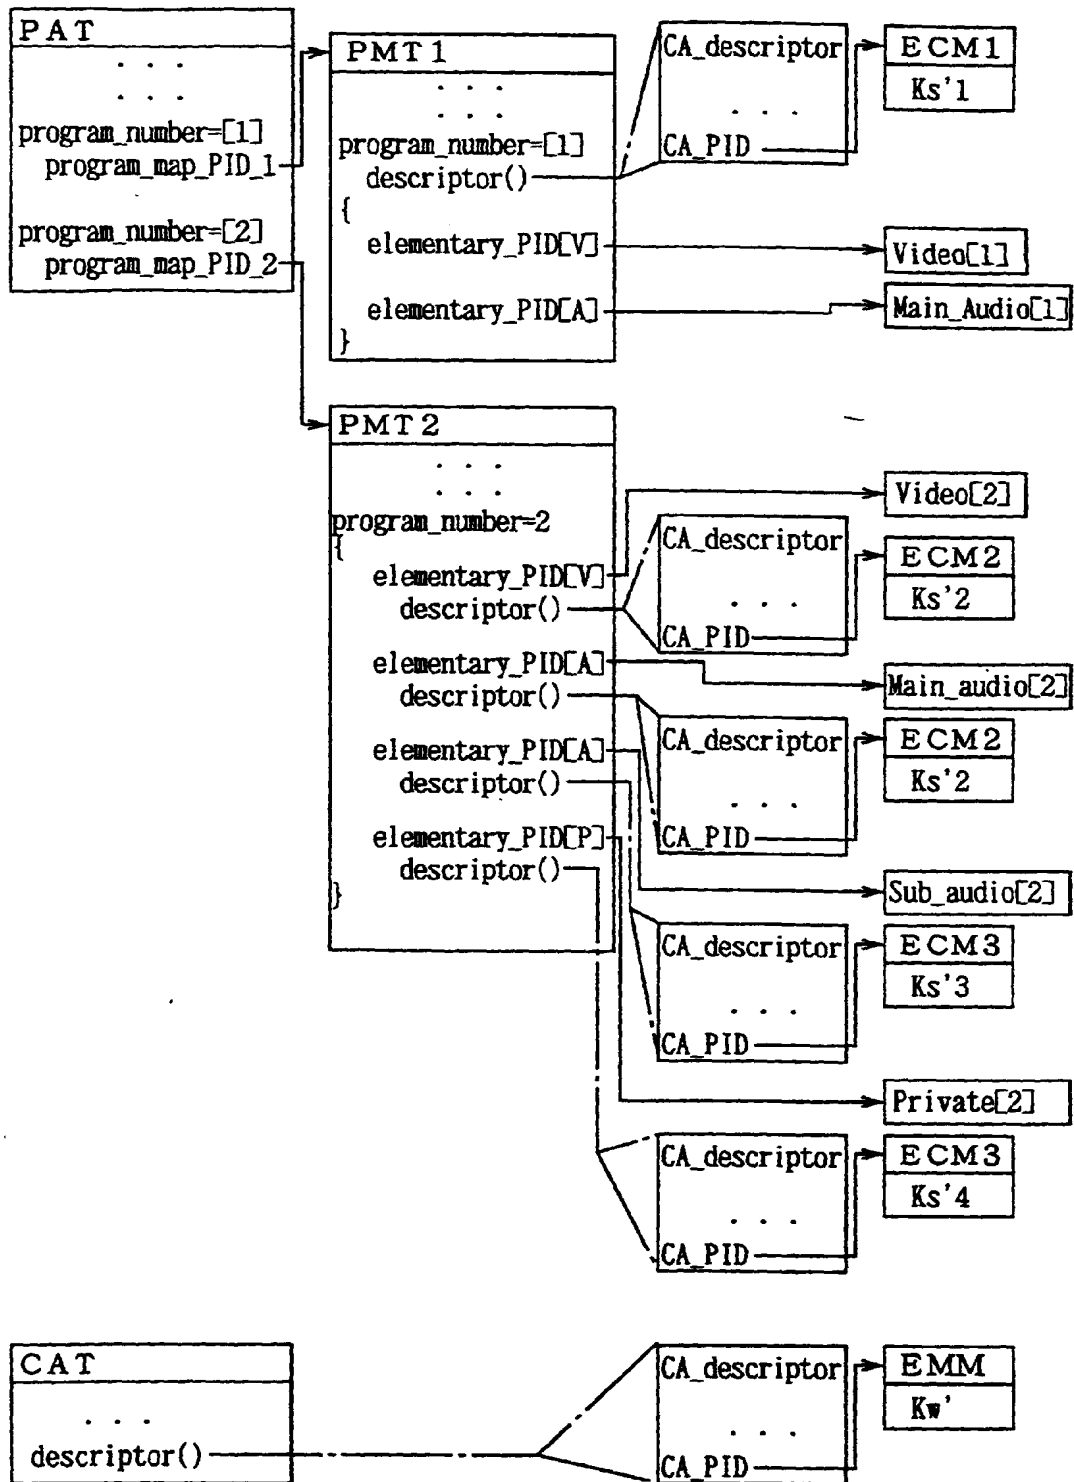 PAT
. . .
. . .
program_number=[1]
program_map_PID_1
program_number=[2]
program_map_PID_2
PMT1
. . .
. . .
program_number=[1]
descriptor()
{
elementary_PID[V]
elementary_PID[A]
}
CA_descriptor
. . .
CA_PID
ECM1
Ks'1
Video[1]
Main_Audio[1]
PMT2
. . .
. . .
program_number=2
{
elementary_PID[V]
descriptor()
elementary_PID[A]
descriptor()
elementary_PID[A]
descriptor()
elementary_PID[P]
descriptor()
}
Video[2]
CA_descriptor
. . .
CA_PID
ECM2
Ks'2
Main_audio[2]
CA_descriptor
. . .
CA_PID
ECM2
Ks'2
Sub_audio[2]
CA_descriptor
. . .
CA_PID
ECM3
Ks'3
Private[2]
CA_descriptor
. . .
CA_PID
ECM3
Ks'4
CAT
. . .
descriptor()
CA_descriptor
. . .
CA_PID
EMM
Kw'